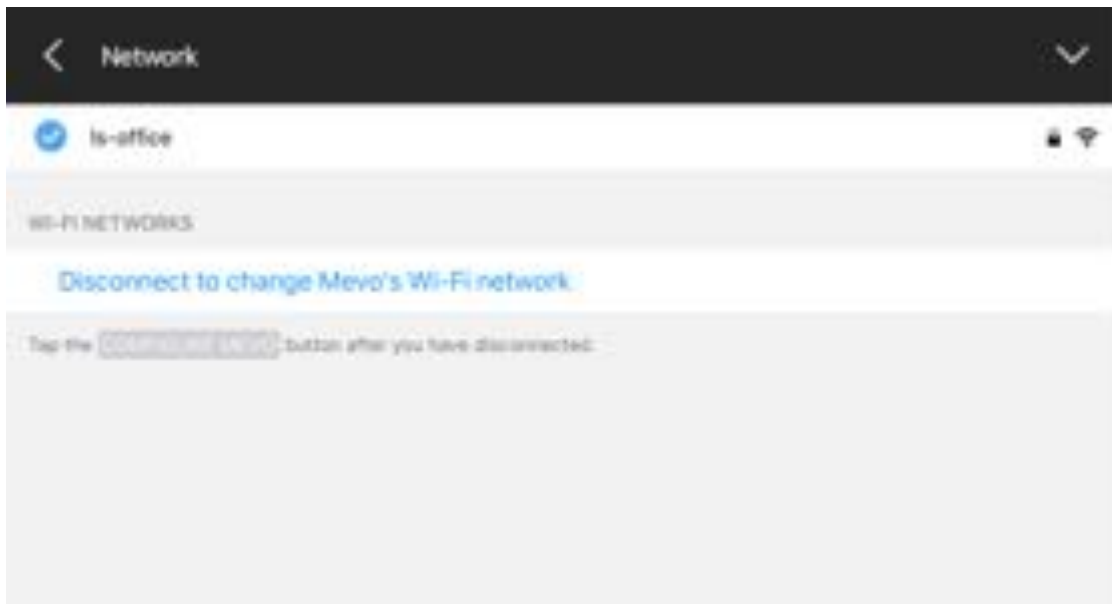 Network
ls-office
WI-FI NETWORKS
Disconnect to change Mevo's Wi-Fi network
Tap the button after you have disconnected.